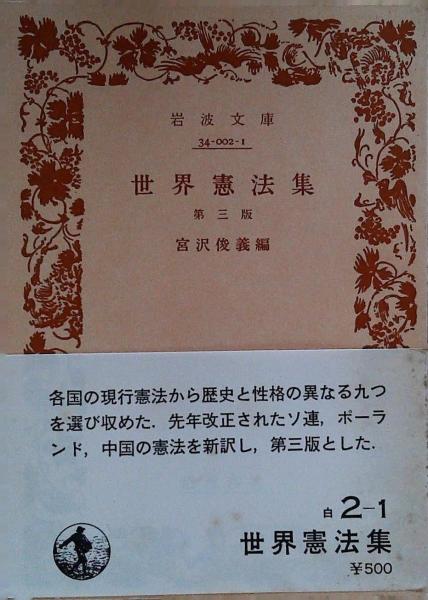 岩波文庫
34-002-1
世界憲法集
第三版
宮沢俊義編
各国の現行憲法から歴史と性格の異なる九つ
を選び収めた．先年改正されたソ連，ポーラ
ンド，中国の憲法を新訳し，第三版とした．
白 2-1
世界憲法集
¥500